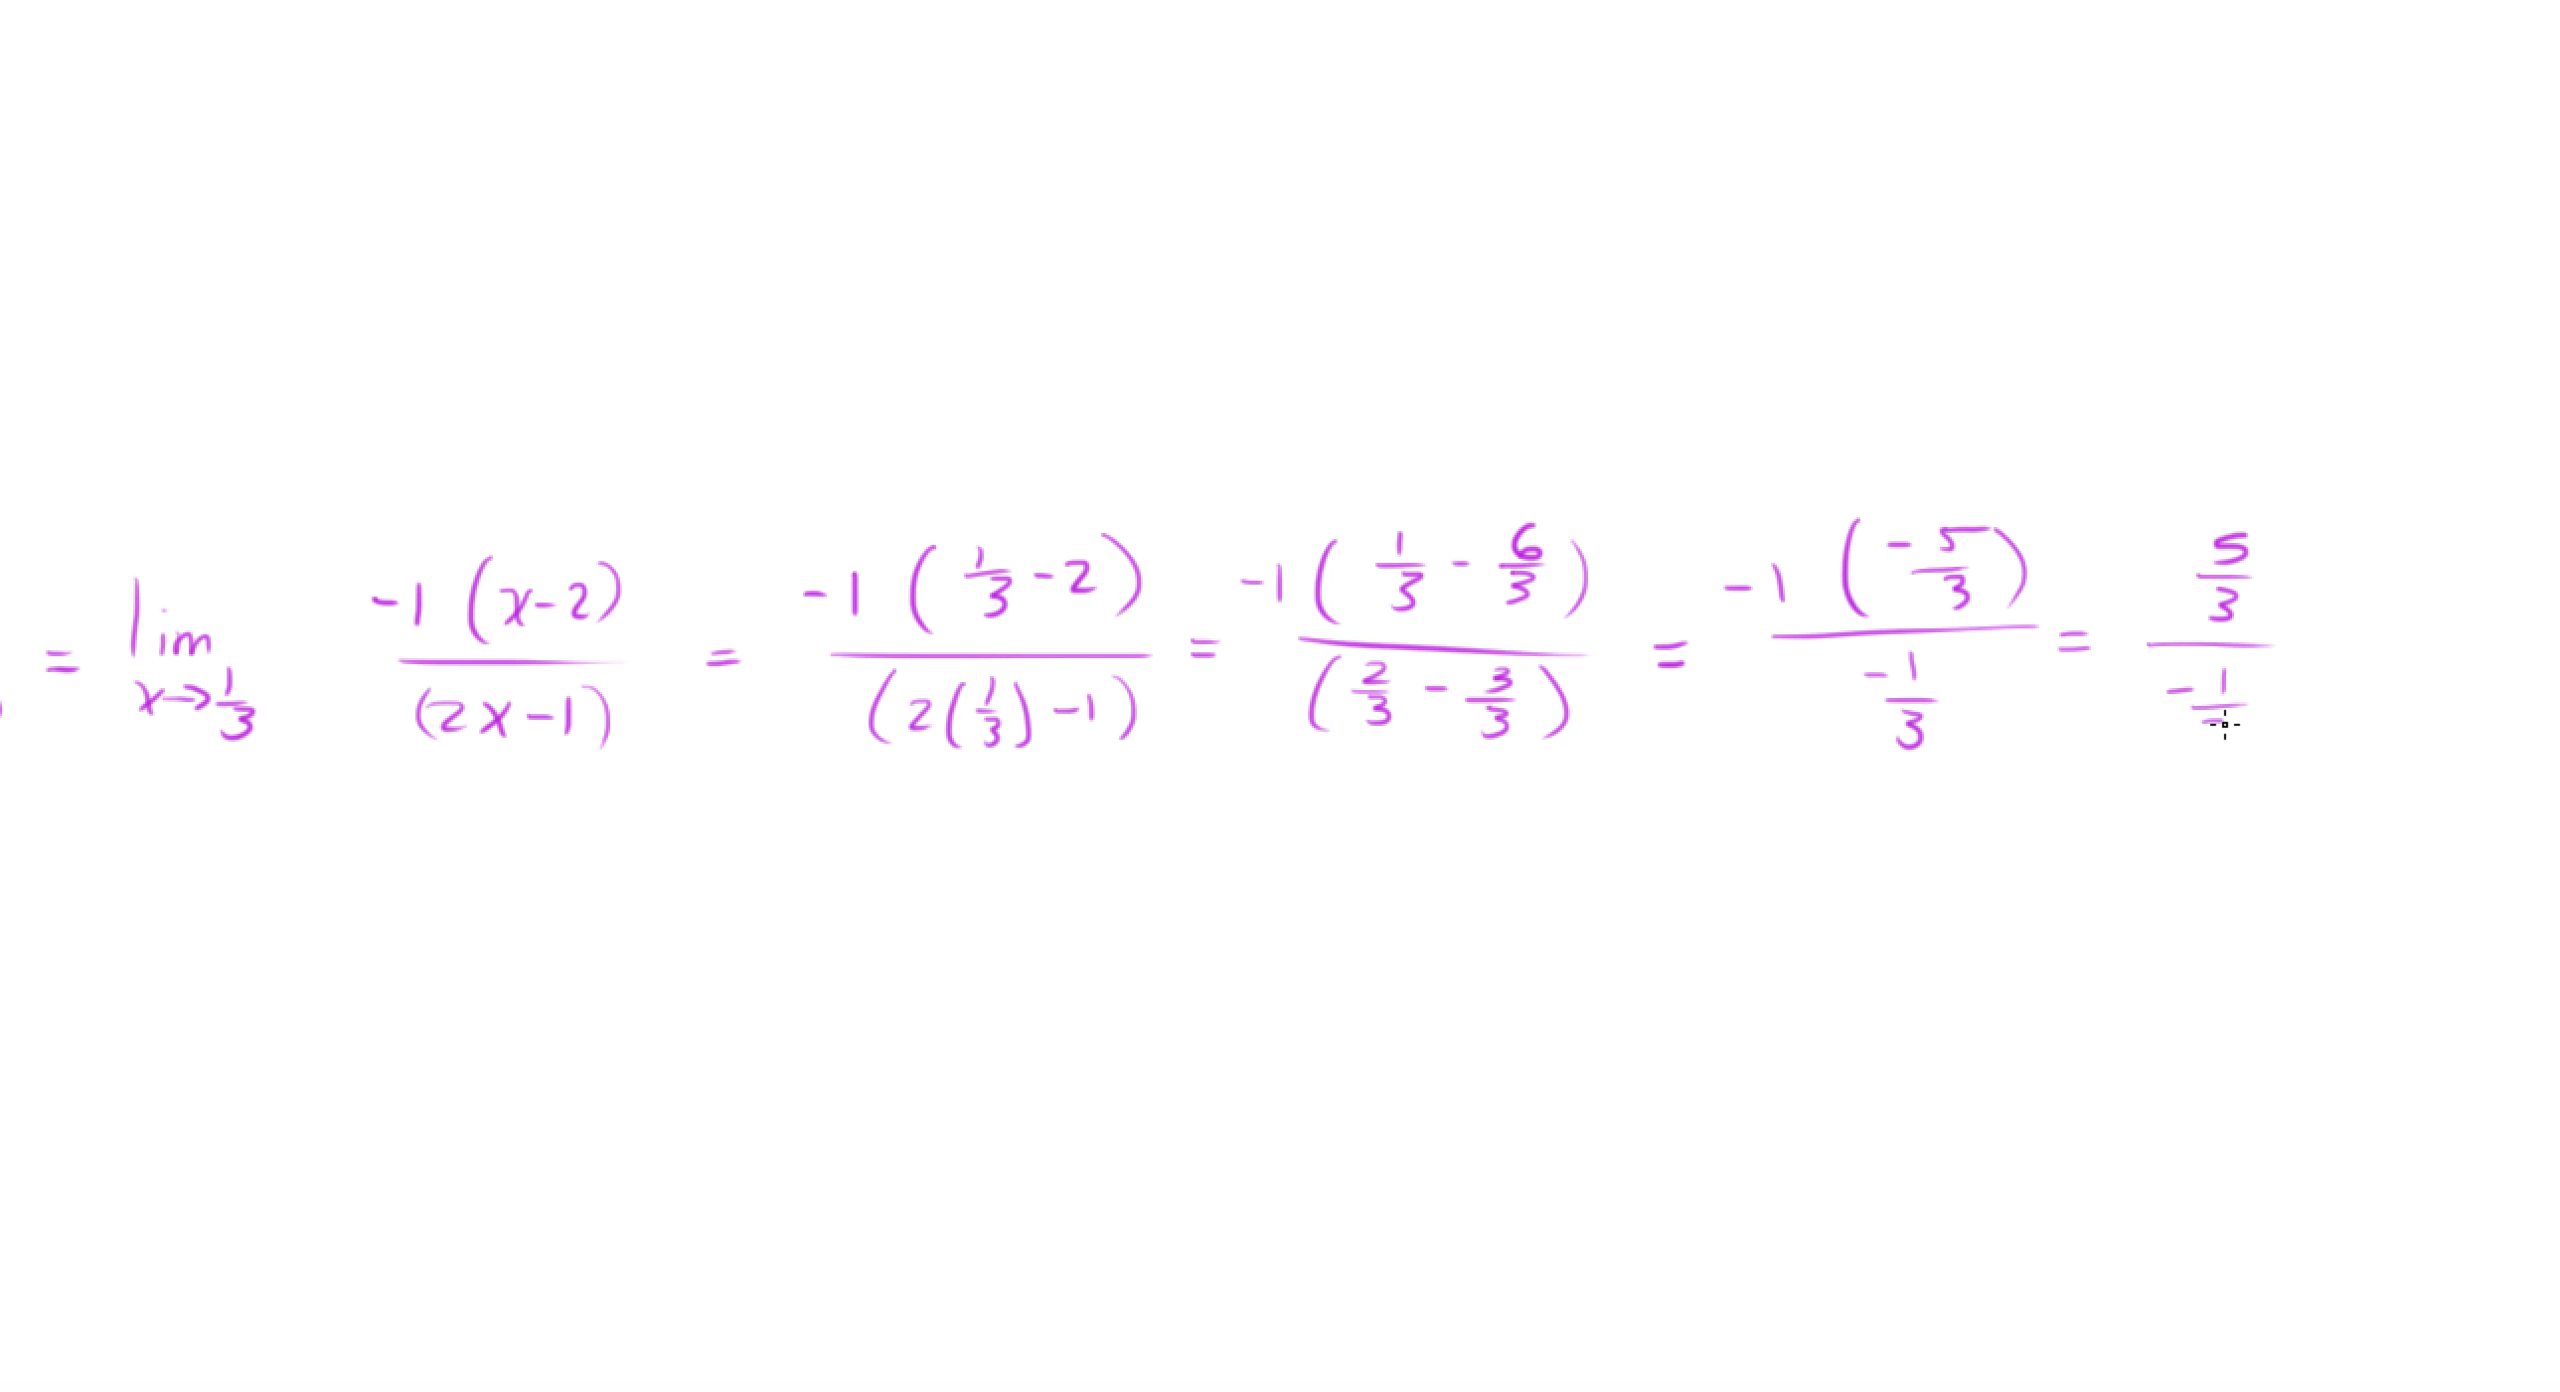 = lim x→1/3 -1(x-2)/(2x-1) = -1(1/3-2)/(2(1/3)-1) = -1(1/3-6/3)/(2/3-3/3) = -1(-5/3)/(-1/3) = (5/3)/(-1/